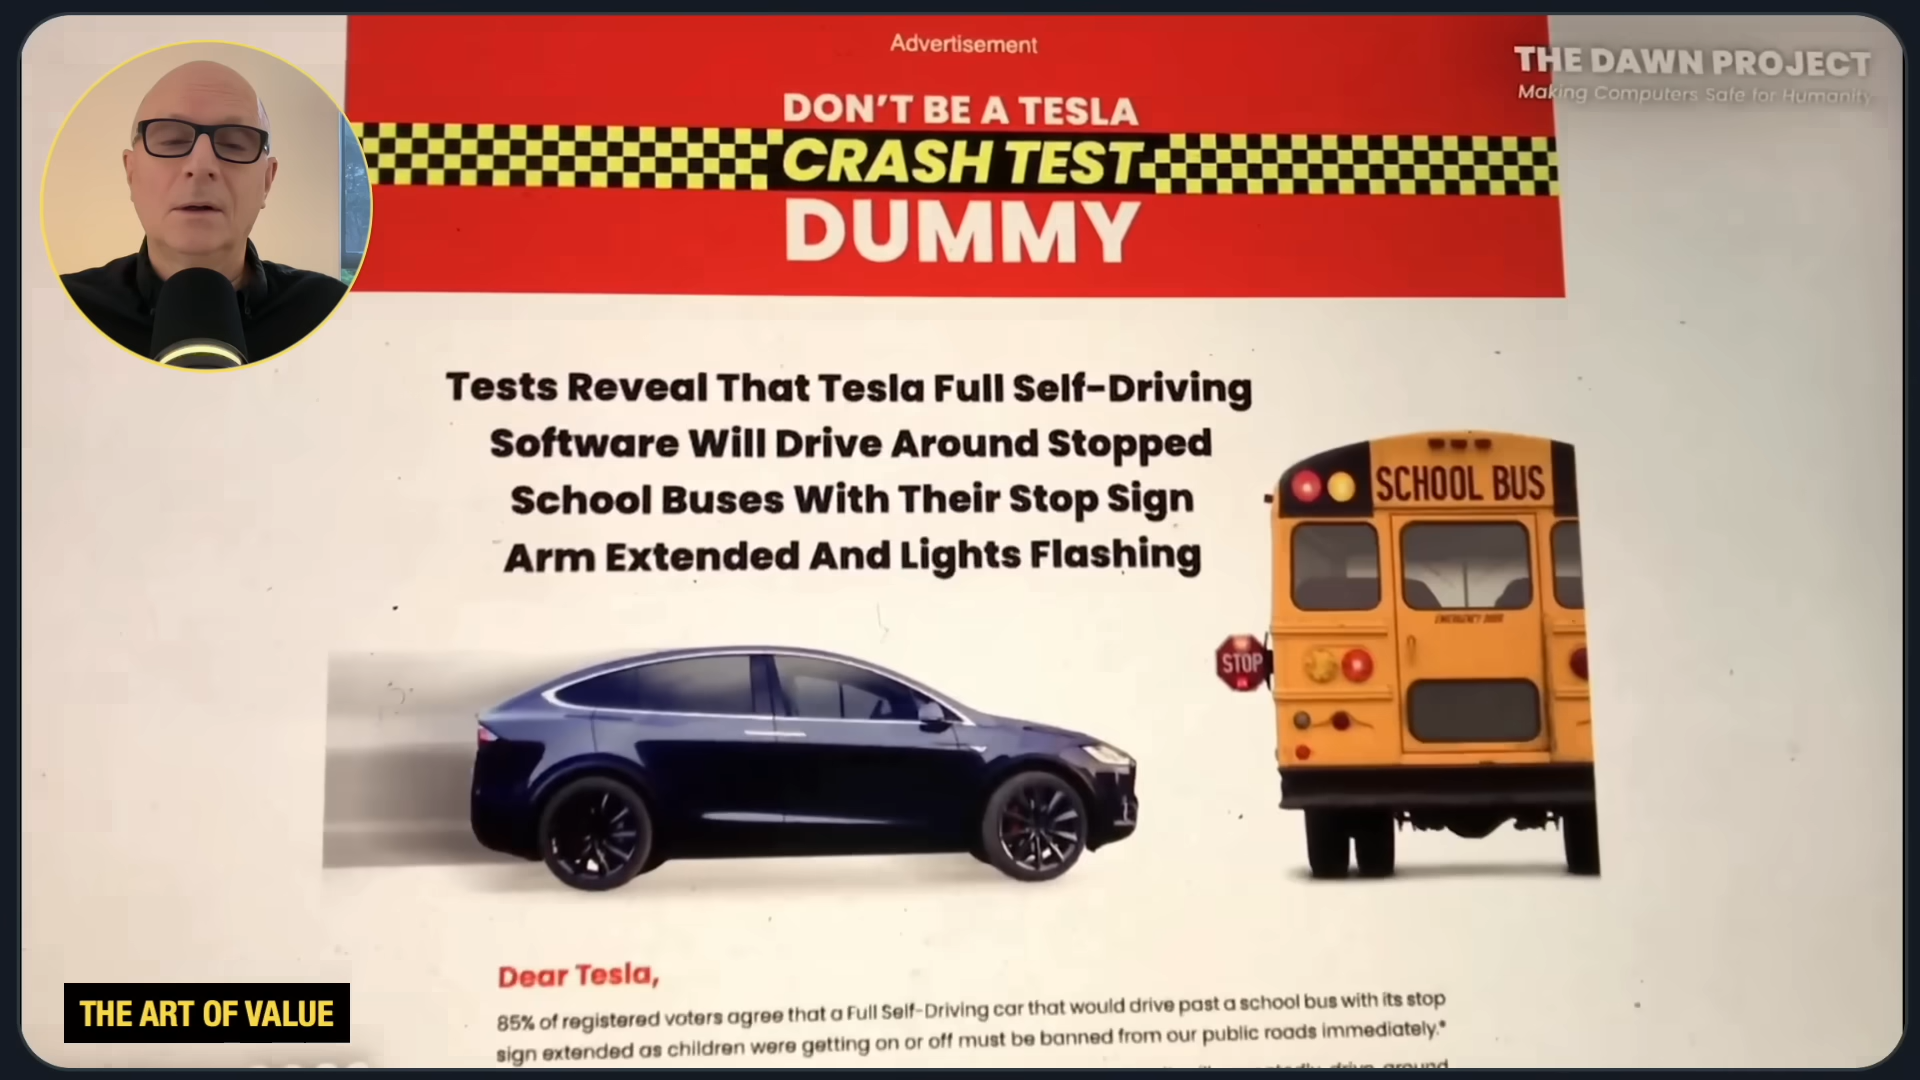 Advertisement
THE DAWN PROJECT
Making Computers Safe for Humanity
DON'T BE A TESLA
CRASH TEST
DUMMY
Tests Reveal That Tesla Full Self-Driving
Software Will Drive Around Stopped
School Buses With Their Stop Sign
Arm Extended And Lights Flashing
SCHOOL BUS
EMERGENCY DOOR
STOP
Dear Tesla,
85% of registered voters agree that a Full Self-Driving car that would drive past a school bus with its stop
sign extended as children were getting on or off must be banned from our public roads immediately.*
drive around
THE ART OF VALUE